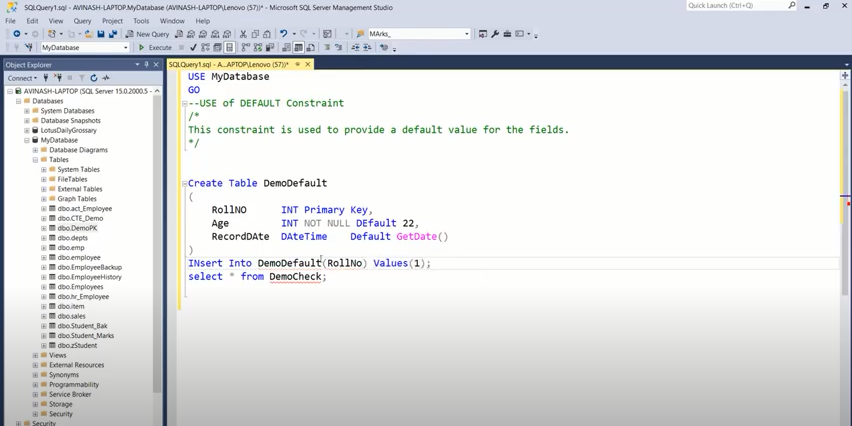 SQLQuery1.sql - AVINASH-LAPTOP.MyDatabase (AVINASH-LAPTOP\Lenovo (57))* - Microsoft SQL Server Management Studio
Quick Launch (Ctrl+Q)
File Edit View Query Project Tools Window Help
New Query
MArks_
MyDatabase
Execute
Object Explorer
SQLQuery1.sql - A...APTOP\Lenovo (57))*
Connect
AVINASH-LAPTOP (SQL Server 15.0.2000.5 -
Databases
System Databases
Database Snapshots
LotusDailyGrossary
MyDatabase
Database Diagrams
Tables
System Tables
FileTables
External Tables
Graph Tables
dbo.act_Employee
dbo.CTE_Demo
dbo.DemoPK
dbo.depts
dbo.emp
dbo.employee
dbo.EmployeeBackup
dbo.EmployeeHistory
dbo.Employees
dbo.hr_Employee
dbo.item
dbo.sales
dbo.Student_Bak
dbo.Student_Marks
dbo.zStudent
Views
External Resources
Synonyms
Programmability
Service Broker
Storage
Security
Security
USE MyDatabase
GO
--USE of DEFAULT Constraint
/*
This constraint is used to provide a default value for the fields.
*/
Create Table DemoDefault
(
RollNO INT Primary Key,
Age INT NOT NULL DEfault 22,
RecordDAte DAteTime Default GetDate()
)
INsert Into DemoDefault(RollNo) Values(1);
select * from DemoCheck;